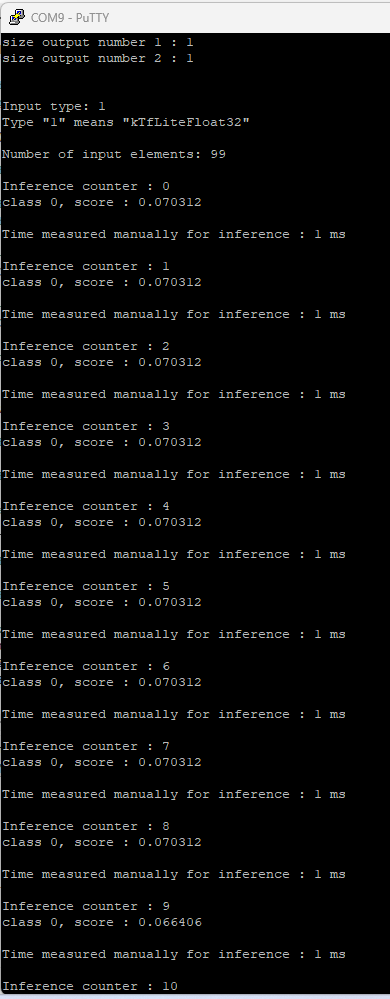 COM9 - PuTTY
size output number 1 : 1
size output number 2 : 1
Input type: 1
Type "1" means "kTfLiteFloat32"
Number of input elements: 99
Inference counter : 0
class 0, score : 0.070312
Time measured manually for inference : 1 ms
Inference counter : 1
class 0, score : 0.070312
Time measured manually for inference : 1 ms
Inference counter : 2
class 0, score : 0.070312
Time measured manually for inference : 1 ms
Inference counter : 3
class 0, score : 0.070312
Time measured manually for inference : 1 ms
Inference counter : 4
class 0, score : 0.070312
Time measured manually for inference : 1 ms
Inference counter : 5
class 0, score : 0.070312
Time measured manually for inference : 1 ms
Inference counter : 6
class 0, score : 0.070312
Time measured manually for inference : 1 ms
Inference counter : 7
class 0, score : 0.070312
Time measured manually for inference : 1 ms
Inference counter : 8
class 0, score : 0.070312
Time measured manually for inference : 1 ms
Inference counter : 9
class 0, score : 0.066406
Time measured manually for inference : 1 ms
Inference counter : 10